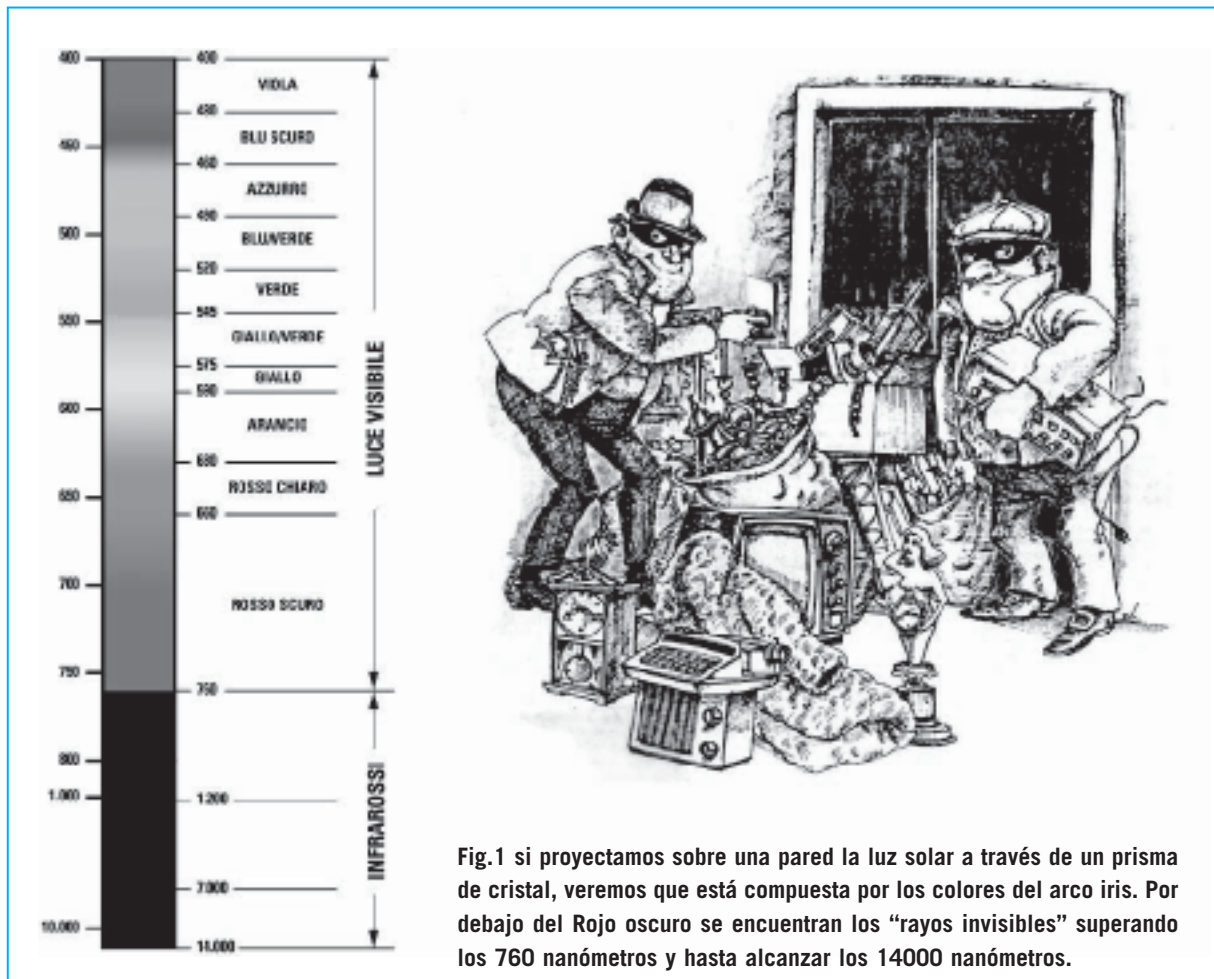 400 400
VIOLA
430
450 BLU SCURO
460
AZZURRO
490
500 BLU/VERDE
520
VERDE
545
550 GIALLO/VERDE
575
GIALLO
590
600 ARANCIO
630
650 ROSSO CHIARO
660
700 ROSSO SCURO
750 760
LUCE VISIBILE
800
1.000 1.200
7.000
10.000 14.000
INFRAROSSI
Fig.1 si proyectamos sobre una pared la luz solar a través de un prisma
de cristal, veremos que está compuesta por los colores del arco iris. Por
debajo del Rojo oscuro se encuentran los “rayos invisibles” superando
los 760 nanómetros y hasta alcanzar los 14000 nanómetros.